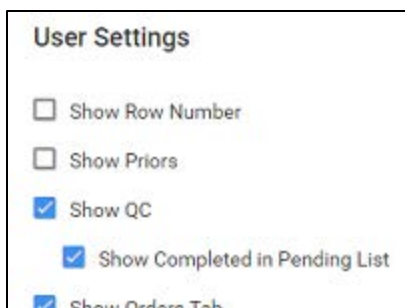 User Settings
Show Row Number
Show Priors
Show QC
Show Completed in Pending List
Show Orders Tab